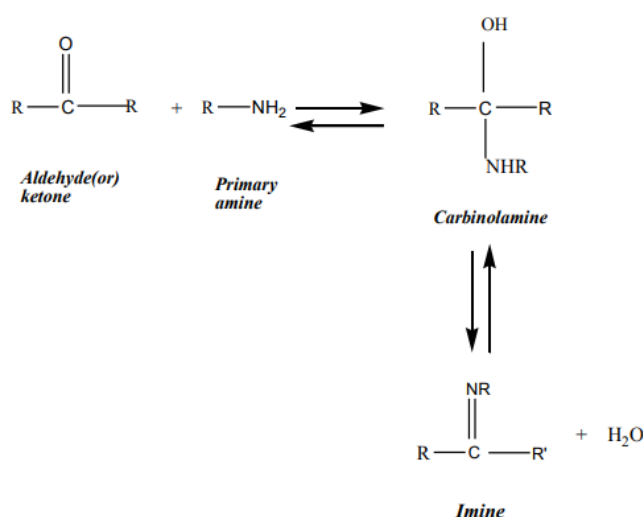 O
R C R + R NH2
Aldehyde(or)
ketone
Primary
amine
OH
R C R
NHR
Carbinolamine
NR
R C R' + H2O
Imine